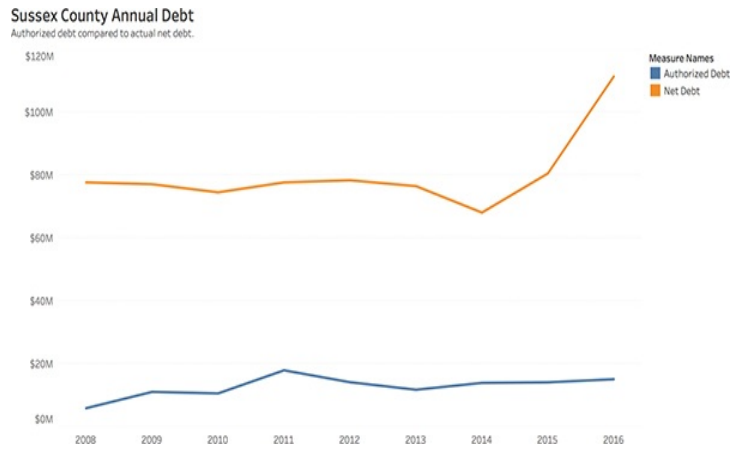 Sussex County Annual Debt
Authorized debt compared to actual net debt.
$120M
$100M
$80M
$60M
$40M
$20M
$0M
2008 2009 2010 2011 2012 2013 2014 2015 2016
Measure Names
Authorized Debt
Net Debt